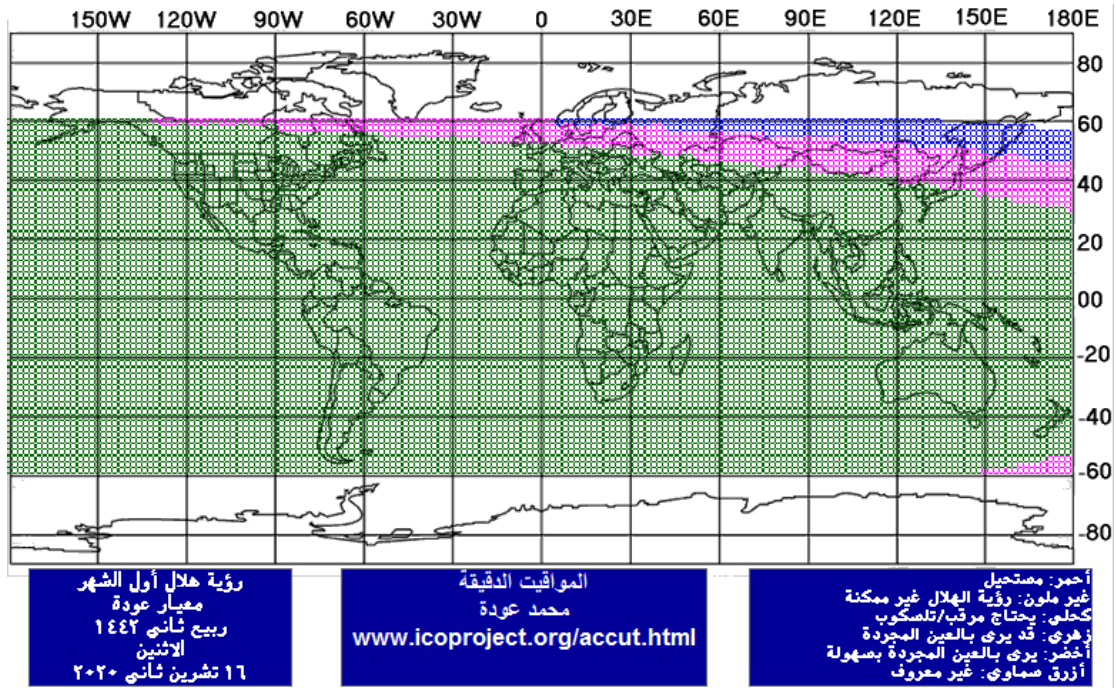 150W 120W 90W 60W 30W 0 30E 60E 90E 120E 150E 180E
80
60
40
20
00
-20
-40
-60
-80
رؤية هلال أول الشهر
معيار عودة
ربيع ثاني ١٤٤٢
الاثنين
١٦ تشرين ثاني ٢٠٢٠
المواقيت الدقيقة
محمد عودة
www.icoproject.org/accut.html
أحمر: مستحيل
غير ملون: رؤية الهلال غير ممكنة
كحلي: يحتاج مرقب/تلسكوب
زهري: قد يرى بالعين المجردة
أخضر: يرى بالعين المجردة بسهولة
أزرق سماوي: غير معروف